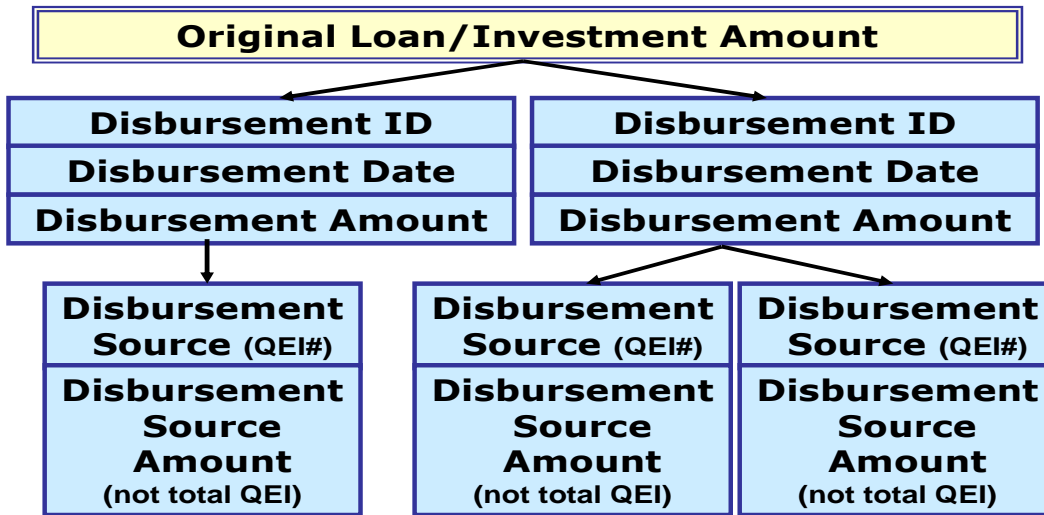 Original Loan/Investment Amount
Disbursement ID
Disbursement Date
Disbursement Amount
Disbursement ID
Disbursement Date
Disbursement Amount
Disbursement
Source (QEI#)
Disbursement
Source
Amount
(not total QEI)
Disbursement
Source (QEI#)
Disbursement
Source
Amount
(not total QEI)
Disbursement
Source (QEI#)
Disbursement
Source
Amount
(not total QEI)